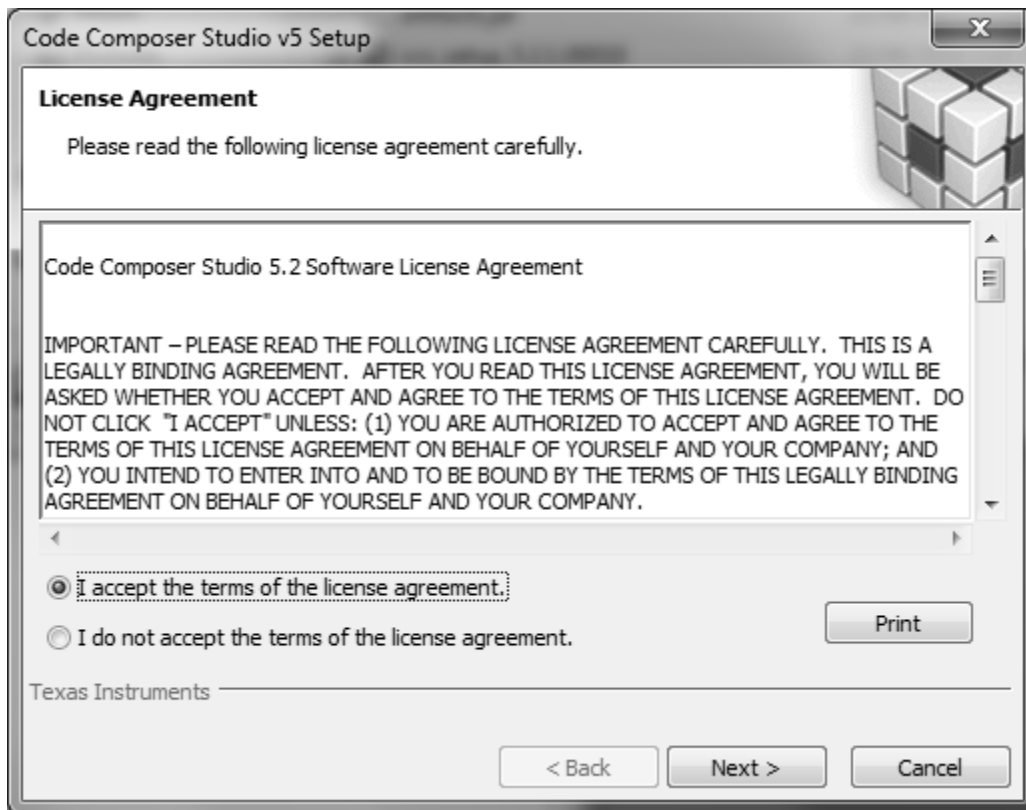 Code Composer Studio v5 Setup
License Agreement
Please read the following license agreement carefully.
Code Composer Studio 5.2 Software License Agreement
IMPORTANT – PLEASE READ THE FOLLOWING LICENSE AGREEMENT CAREFULLY.  THIS IS A
LEGALLY BINDING AGREEMENT.  AFTER YOU READ THIS LICENSE AGREEMENT, YOU WILL BE
ASKED WHETHER YOU ACCEPT AND AGREE TO THE TERMS OF THIS LICENSE AGREEMENT.  DO
NOT CLICK  "I ACCEPT" UNLESS: (1) YOU ARE AUTHORIZED TO ACCEPT AND AGREE TO THE
TERMS OF THIS LICENSE AGREEMENT ON BEHALF OF YOURSELF AND YOUR COMPANY; AND
(2) YOU INTEND TO ENTER INTO AND TO BE BOUND BY THE TERMS OF THIS LEGALLY BINDING
AGREEMENT ON BEHALF OF YOURSELF AND YOUR COMPANY.
I accept the terms of the license agreement.
I do not accept the terms of the license agreement.
Print
Texas Instruments
< Back
Next >
Cancel